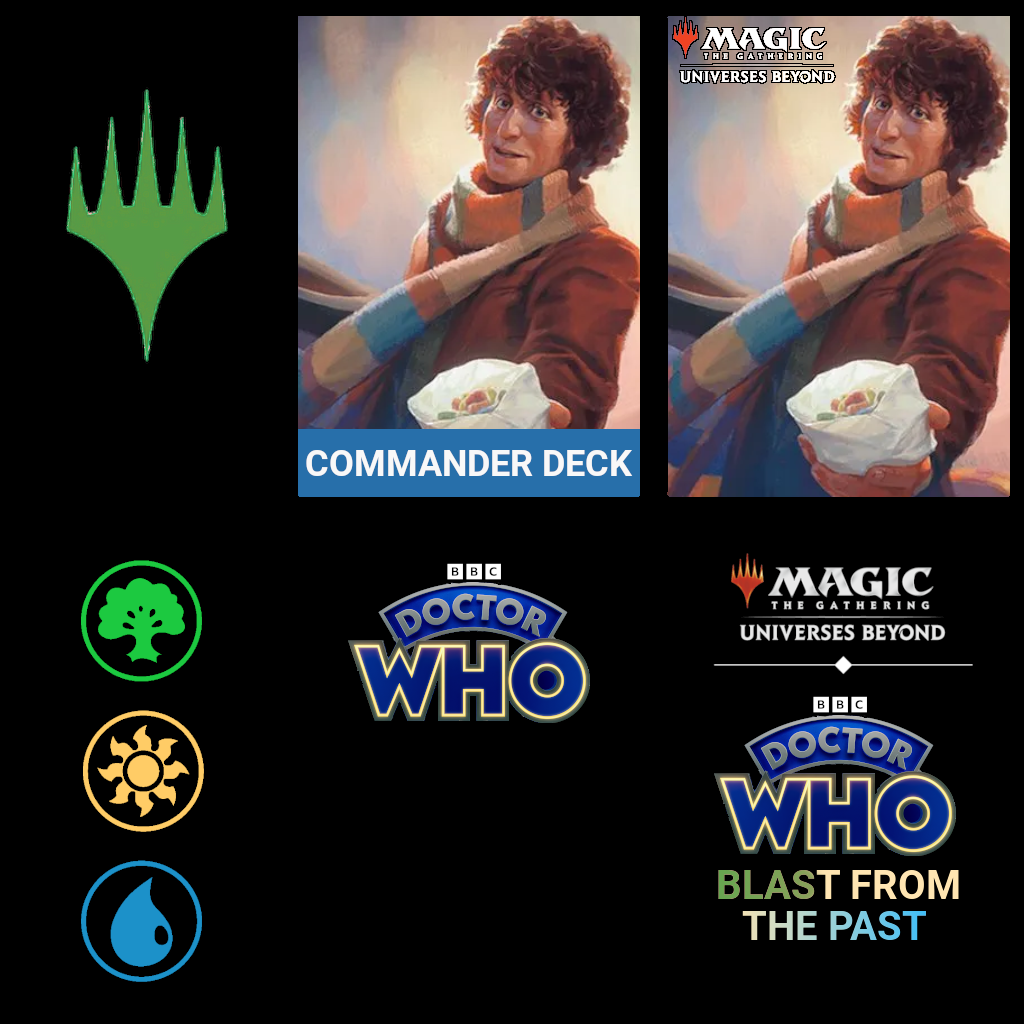 MAGIC
THE GATHERING
UNIVERSES BEYOND
COMMANDER DECK
BBC
DOCTOR
WHO
MAGIC
THE GATHERING
UNIVERSES BEYOND
BBC
DOCTOR
WHO
BLAST FROM
THE PAST